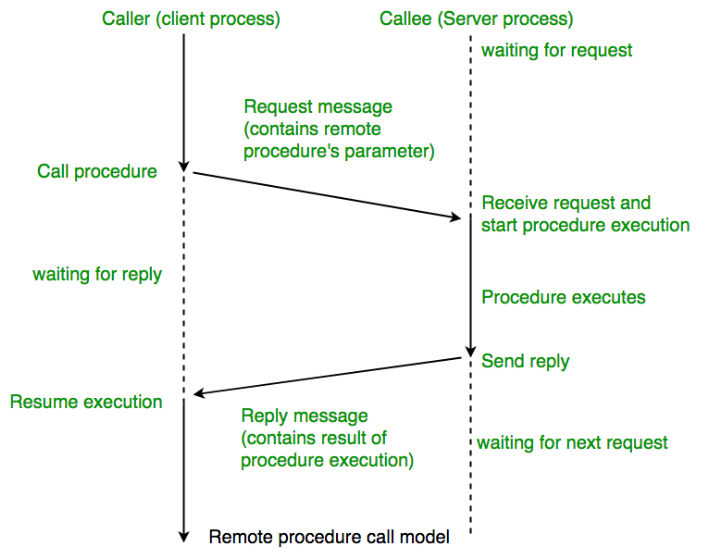 Caller (client process)
Callee (Server process)
waiting for request
Request message
(contains remote
procedure's parameter)
Call procedure
Receive request and
start procedure execution
waiting for reply
Procedure executes
Send reply
Resume execution
Reply message
(contains result of
procedure execution)
waiting for next request
Remote procedure call model